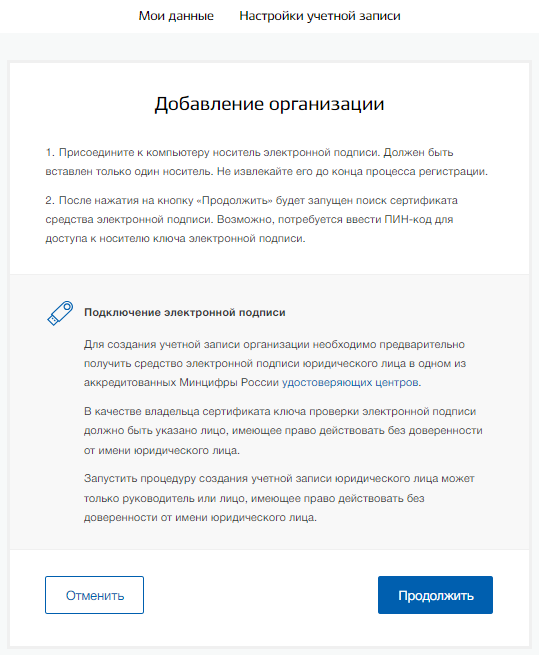 Мои данные Настройки учетной записи
Добавление организации
1. Присоедините к компьютеру носитель электронной подписи. Должен быть
вставлен только один носитель. Не извлекайте его до конца процесса регистрации.
2. После нажатия на кнопку «Продолжить» будет запущен поиск сертификата
средства электронной подписи. Возможно, потребуется ввести ПИН-код для
доступа к носителю ключа электронной подписи.
Подключение электронной подписи
Для создания учетной записи организации необходимо предварительно
получить средство электронной подписи юридического лица в одном из
аккредитованных Минцифры России удостоверяющих центров.
В качестве владельца сертификата ключа проверки электронной подписи
должно быть указано лицо, имеющее право действовать без доверенности
от имени юридического лица.
Запустить процедуру создания учетной записи юридического лица может
только руководитель или лицо, имеющее право действовать без
доверенности от имени юридического лица.
Отменить Продолжить